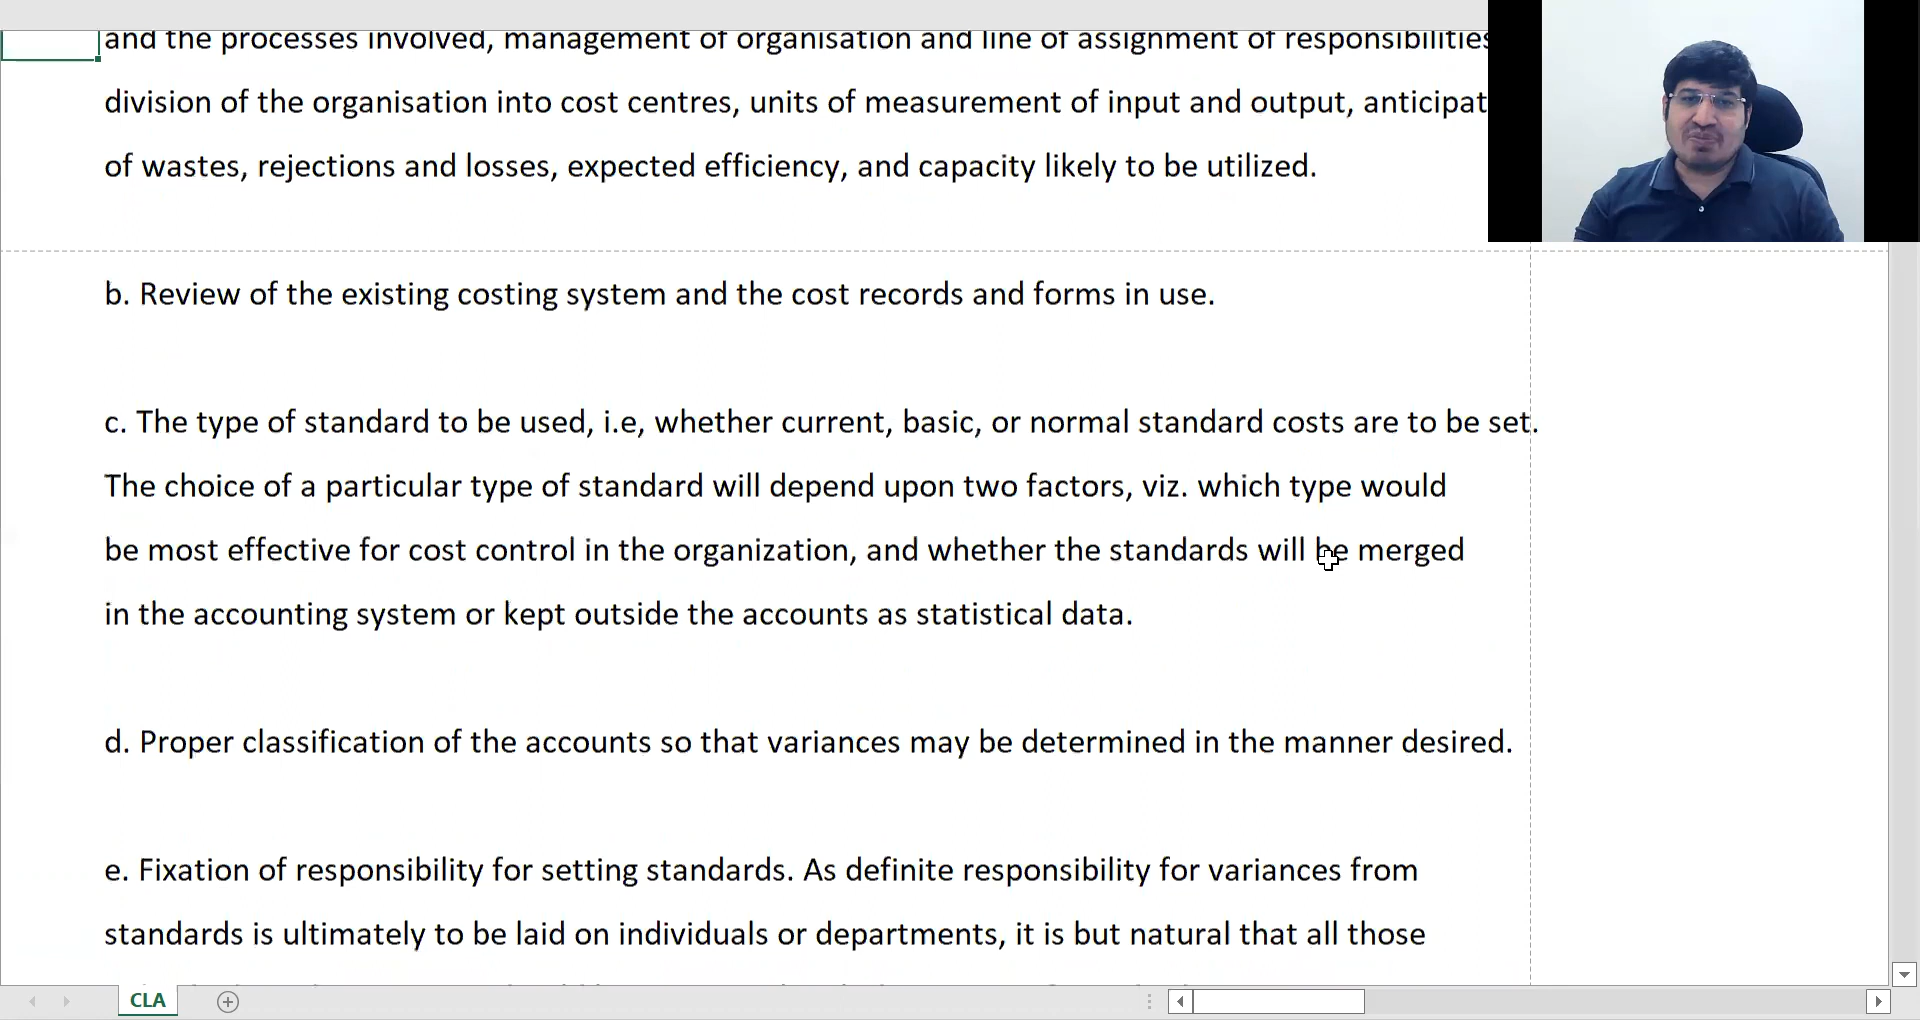 and the processes involved, management of organisation and line of assignment of responsibilities
division of the organisation into cost centres, units of measurement of input and output,
of wastes, rejections and losses, expected efficiency, and capacity likely to be utilized.
b. Review of the existing costing system and the cost records and forms in use.
c. The type of standard to be used, i.e, whether current, basic, or normal standard costs are to be set.
The choice of a particular type of standard will depend upon two factors, viz. which type would
be most effective for cost control in the organization, and whether the standards will be merged
in the accounting system or kept outside the accounts as statistical data.
d. Proper classification of the accounts so that variances may be determined in the manner desired.
e. Fixation of responsibility for setting standards. As definite responsibility for variances from
standards is ultimately to be laid on individuals or departments, it is but natural that all those
CLA